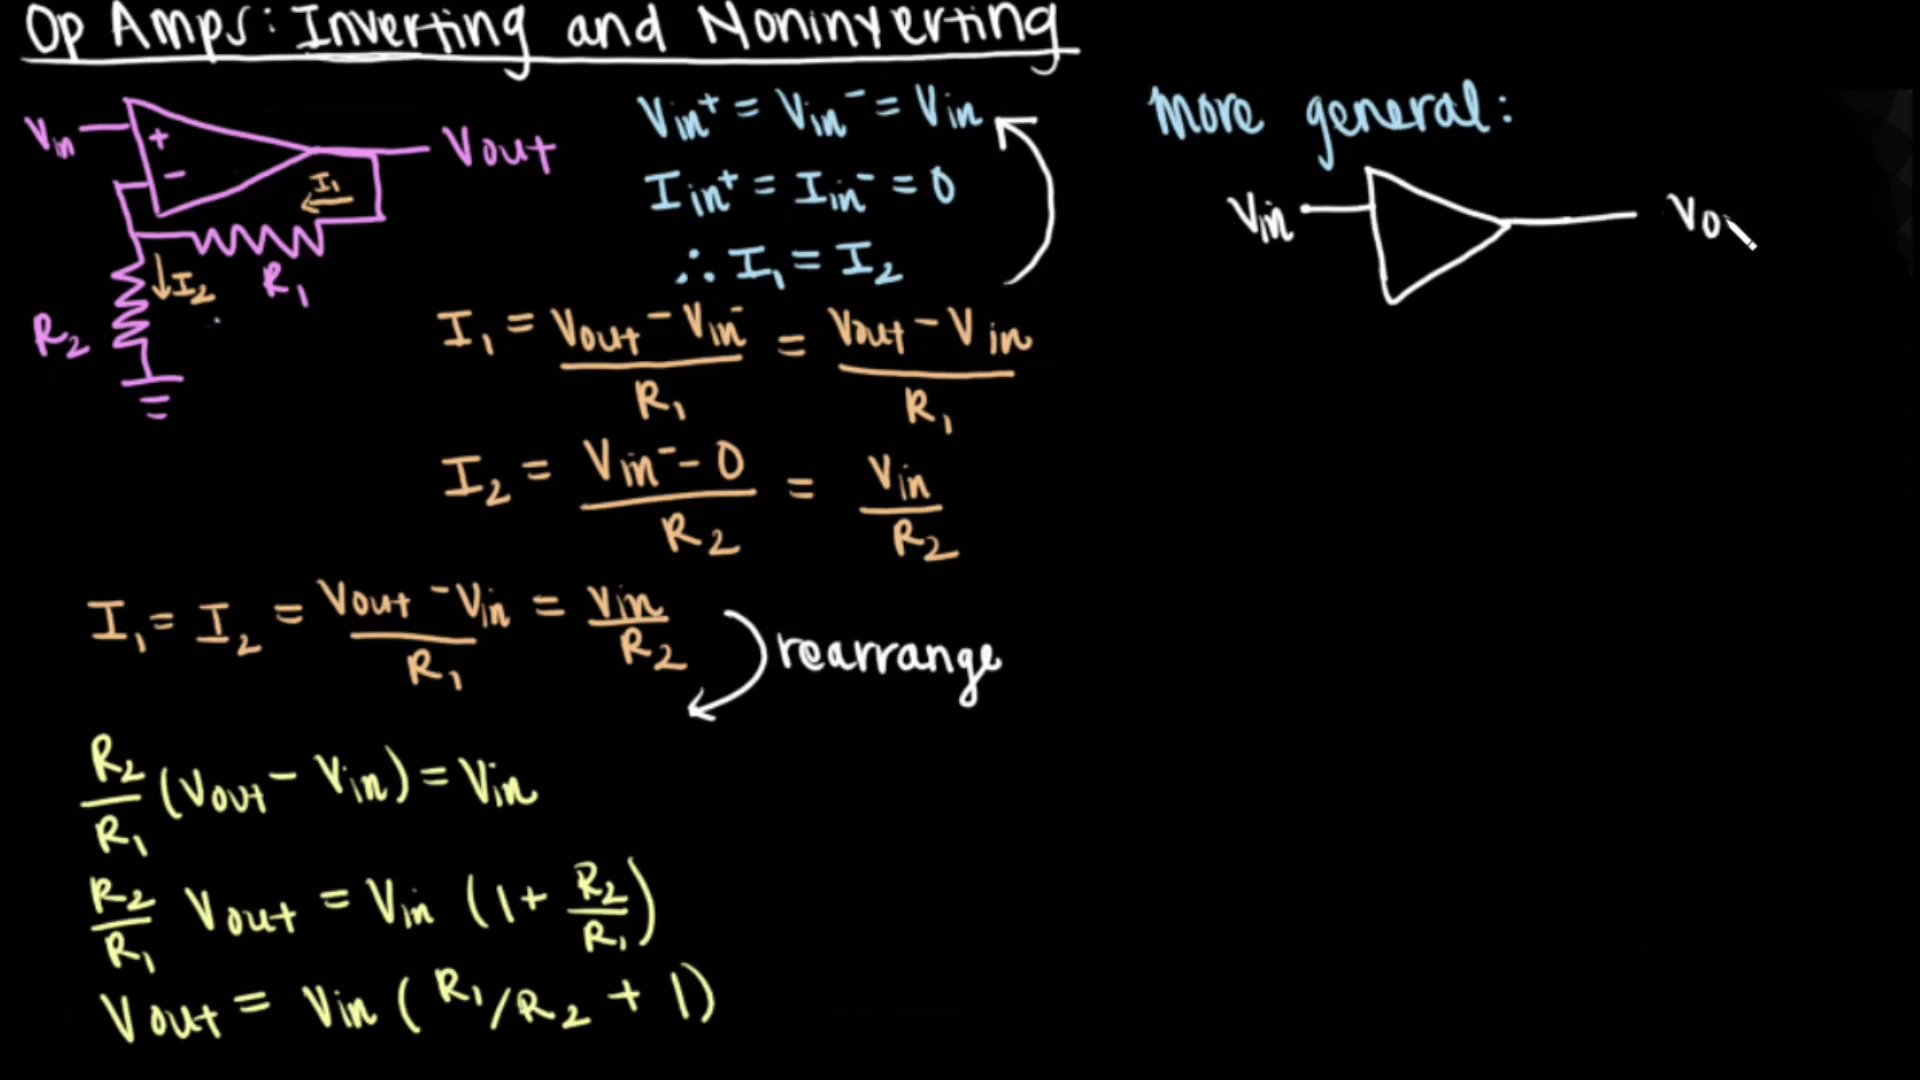 Op Amps: Inverting and Noninverting
Vin
+
-
Vout
I₁
I₂
R₁
R₂
Vin⁺ = Vin⁻ = Vin
Iin⁺ = Iin⁻ = 0
∴ I₁ = I₂
I₁ = Vout - Vin⁻ / R₁ = Vout - Vin / R₁
I₂ = Vin⁻ - 0 / R₂ = Vin / R₂
I₁ = I₂ = Vout - Vin / R₁ = Vin / R₂
rearrange
R₂/R₁ (Vout - Vin) = Vin
R₂/R₁ Vout = Vin (1 + R₂/R₁)
Vout = Vin (R₁/R₂ + 1)
More general:
Vin
Vo